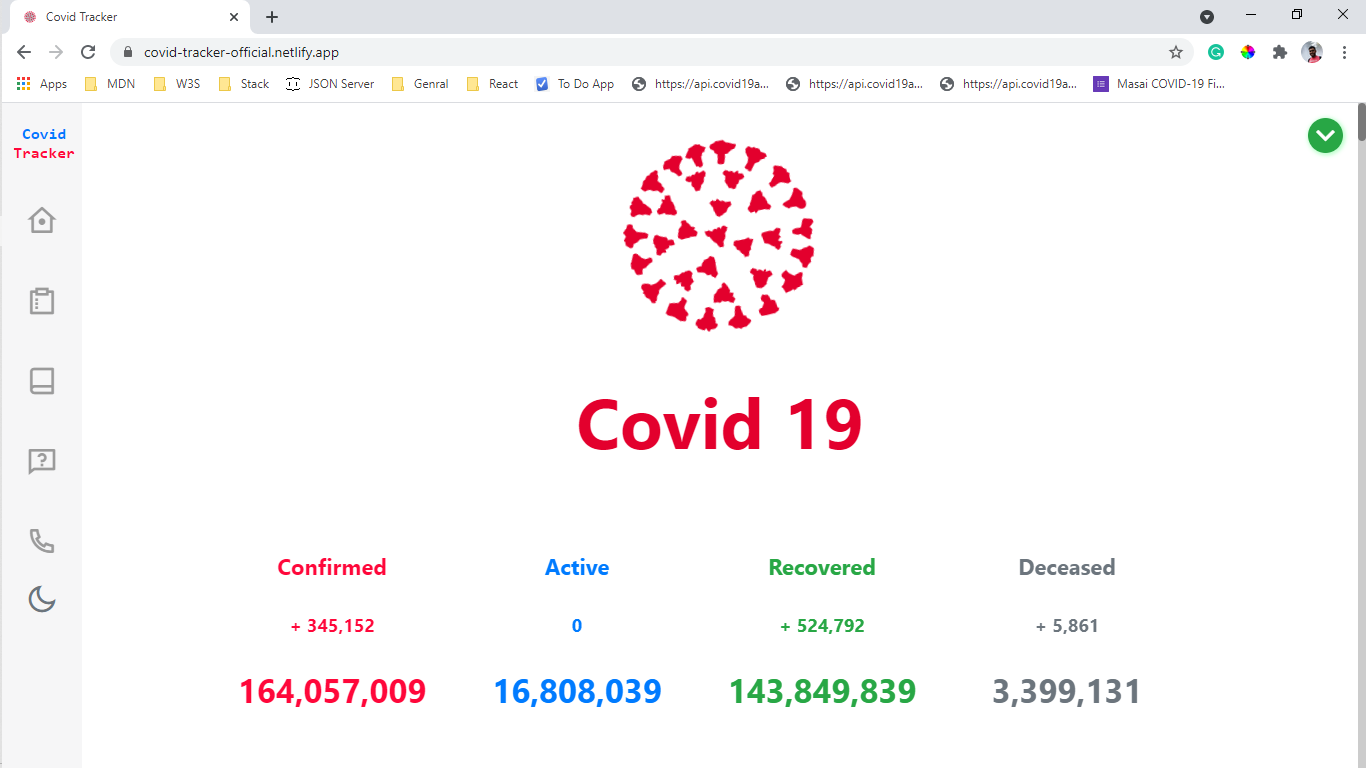 Covid Tracker
covid-tracker-official.netlify.app
Apps MDN W3S Stack JSON Server Genral React To Do App https://api.covid19a... https://api.covid19a... https://api.covid19a... Masai COVID-19 Fi...
Covid
Tracker
Covid 19
Confirmed Active Recovered Deceased
+ 345,152 0 + 524,792 + 5,861
164,057,009 16,808,039 143,849,839 3,399,131